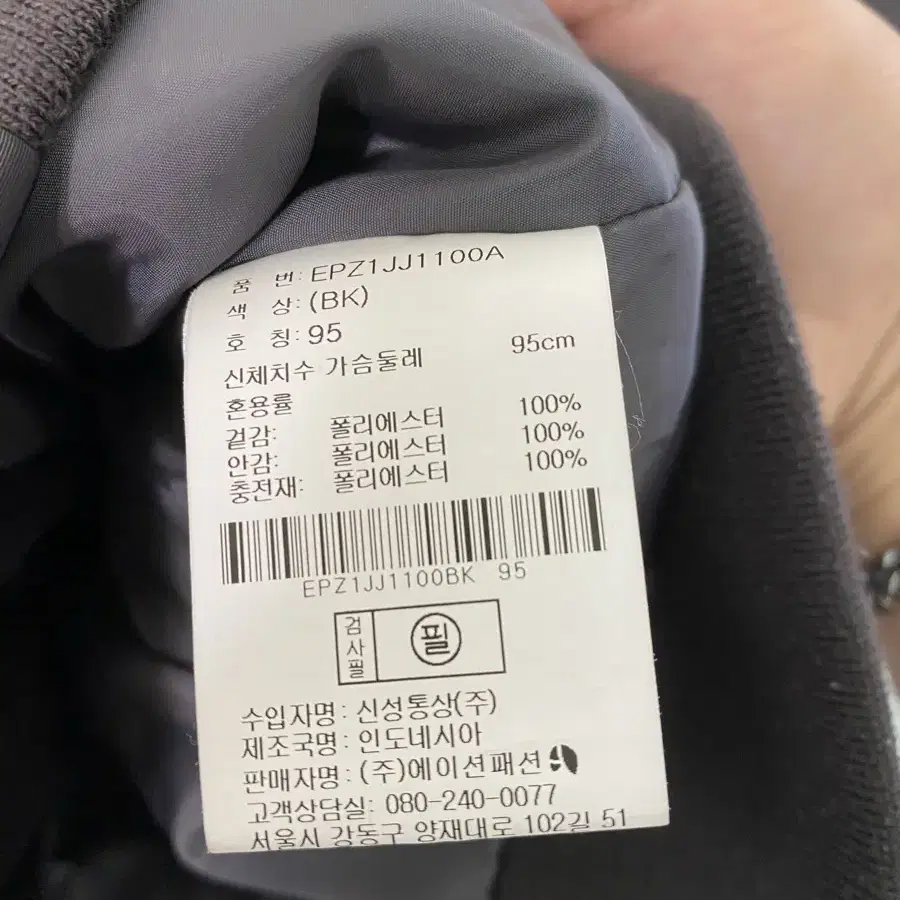 품 번: EPZ1JJ1100A
색 상: (BK)
호 칭: 95
신체치수 가슴둘레 95cm
혼용률
겉감: 폴리에스터 100%
안감: 폴리에스터 100%
충전재: 폴리에스터 100%
EPZ1JJ1100BK 95
검사필 필
수입자명: 신성통상(주)
제조국명: 인도네시아
판매자명: (주)에이션패션
고객상담실: 080-240-0077
서울시 강동구 양재대로 102길 51